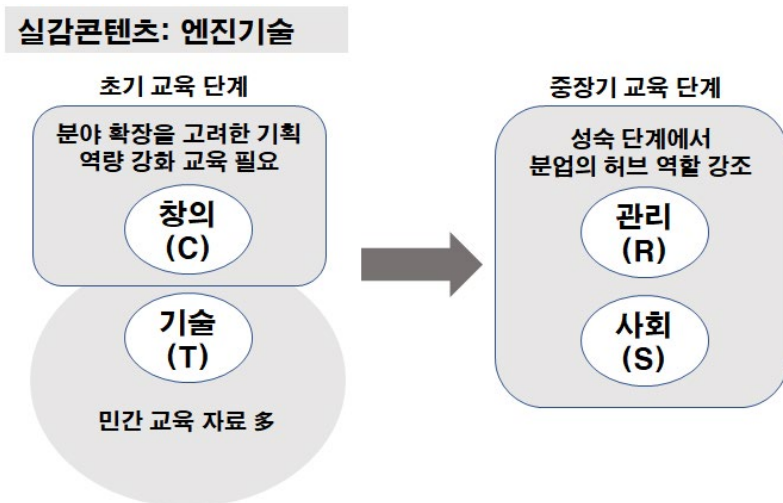 실감콘텐츠: 엔진기술
초기 교육 단계
분야 확장을 고려한 기획
역량 강화 교육 필요
창의
(C)
기술
(T)
민간 교육 자료 多
중장기 교육 단계
성숙 단계에서
분업의 허브 역할 강조
관리
(R)
사회
(S)